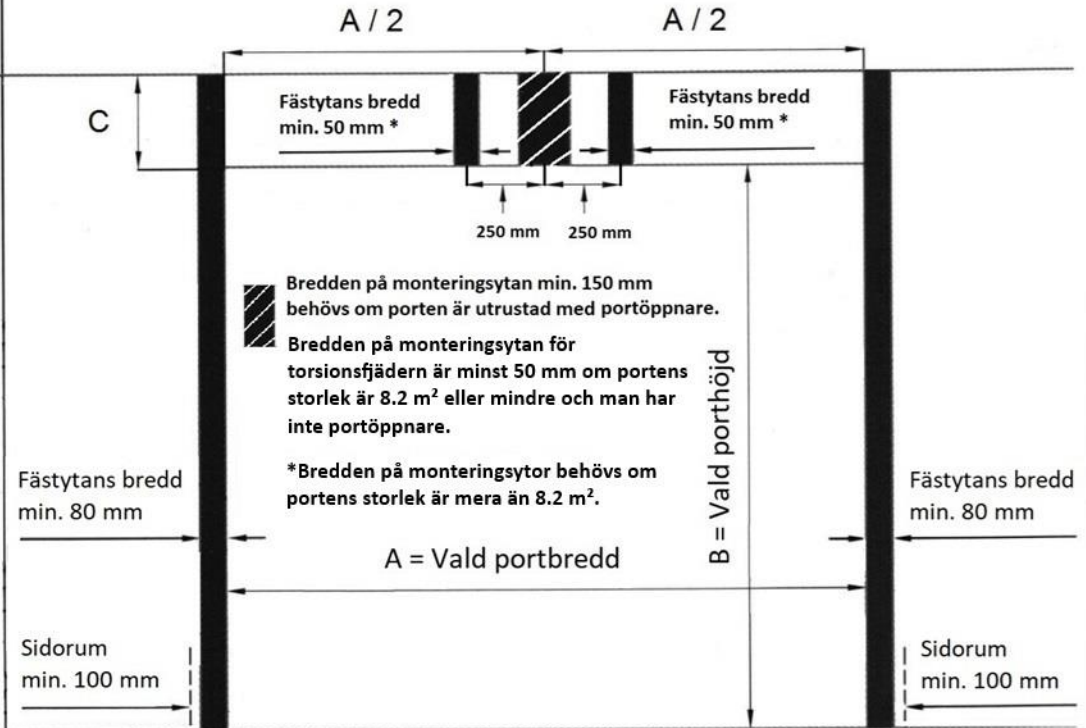 A / 2
A / 2
C
Fästytans bredd
min. 50 mm *
Fästytans bredd
min. 50 mm *
250 mm
250 mm
Bredden på monteringsytan min. 150 mm
behövs om porten är utrustad med portöppnare.
Bredden på monteringsytan för
torsionsfjädern är minst 50 mm om portens
storlek är 8.2 m² eller mindre och man har
inte portöppnare.
*Bredden på monteringsytor behövs om
portens storlek är mera än 8.2 m².
B = Vald porthöjd
Fästytans bredd
min. 80 mm
Fästytans bredd
min. 80 mm
A = Vald portbredd
Sidorum
min. 100 mm
Sidorum
min. 100 mm